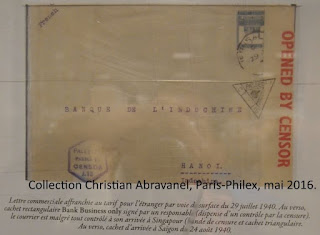 OPENED BY CENSOR
BANQUE DE L'INDOCHINE
HANOI.
Collection Christian Abravanel, Paris-Philex, mai 2016.
Lettre commerciale affranchie au tarif pour l'étranger par voie de surface du 29 juillet 1940. Au verso,
cachet rectangulaire Bank Business only signé par un responsable (dispense d'un contrôle par la censure),
le courrier est malgré tout contrôlé à son arrivée à Singapour (bande de censure et cachet triangulaire.
Au verso, cachet d'arrivée à Saïgon du 24 août 1940.